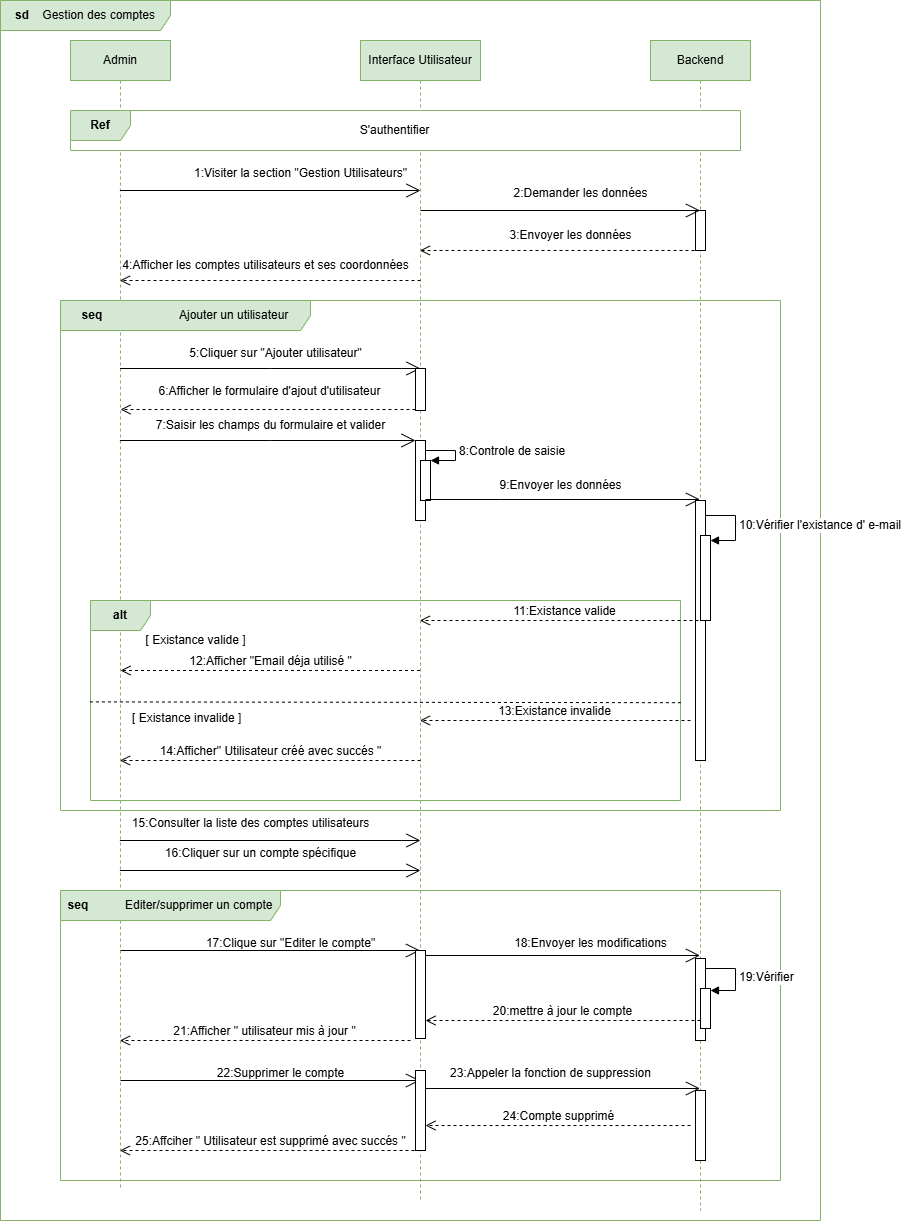 sd Gestion des comptes
Admin
Interface Utilisateur
Backend
Ref
S'authentifier
1:Visiter la section "Gestion Utilisateurs"
2:Demander les données
3:Envoyer les données
4:Afficher les comptes utilisateurs et ses coordonnées
seq Ajouter un utilisateur
5:Cliquer sur "Ajouter utilisateur"
6:Afficher le formulaire d'ajout d'utilisateur
7:Saisir les champs du formulaire et valider
8:Controle de saisie
9:Envoyer les données
10:Vérifier l'existance d' e-mail
alt
11:Existance valide
[ Existance valide ]
12:Afficher "Email déja utilisé "
13:Existance invalide
[ Existance invalide ]
14:Afficher" Utilisateur créé avec succés "
15:Consulter la liste des comptes utilisateurs
16:Cliquer sur un compte spécifique
seq Editer/supprimer un compte
17:Clique sur "Editer le compte"
18:Envoyer les modifications
19:Vérifier
20:mettre à jour le compte
21:Afficher " utilisateur mis à jour "
22:Supprimer le compte
23:Appeler la fonction de suppression
24:Compte supprimé
25:Affciher " Utilisateur est supprimé avec succés "